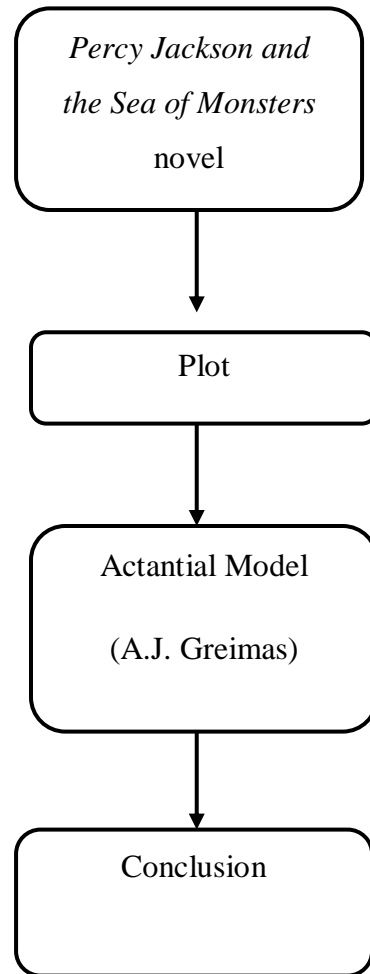 Percy Jackson and
the Sea of Monsters
novel
Plot
Actantial Model
(A.J. Greimas)
Conclusion